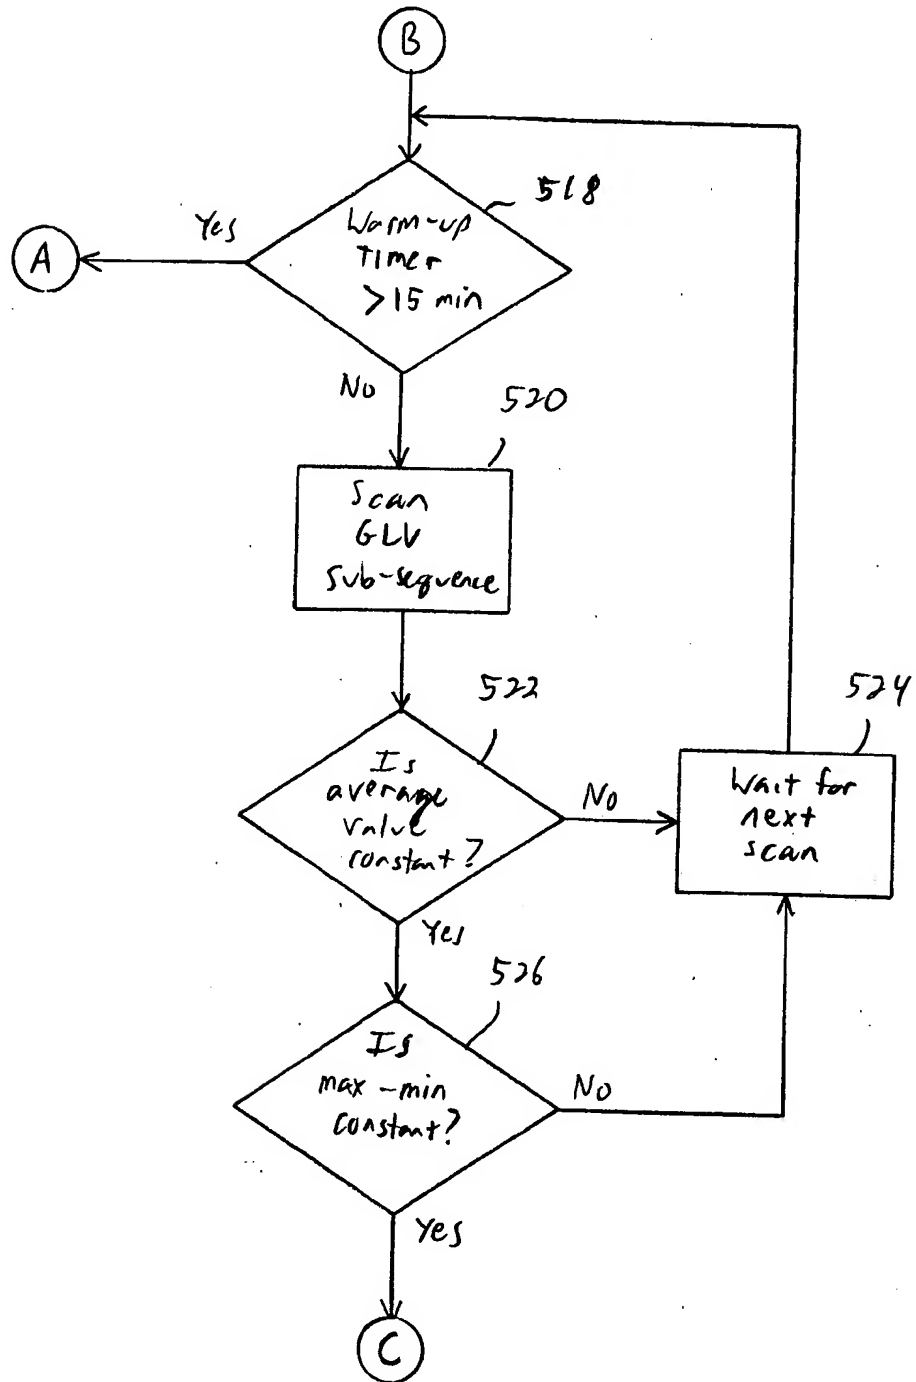 B
518
Yes
Warm-up
Timer
>15 min
A
No
520
Scan
GLV
Sub-sequence
522
524
Is
average
value
constant?
No
Wait for
next
scan
Yes
526
Is
max-min
constant?
No
Yes
C